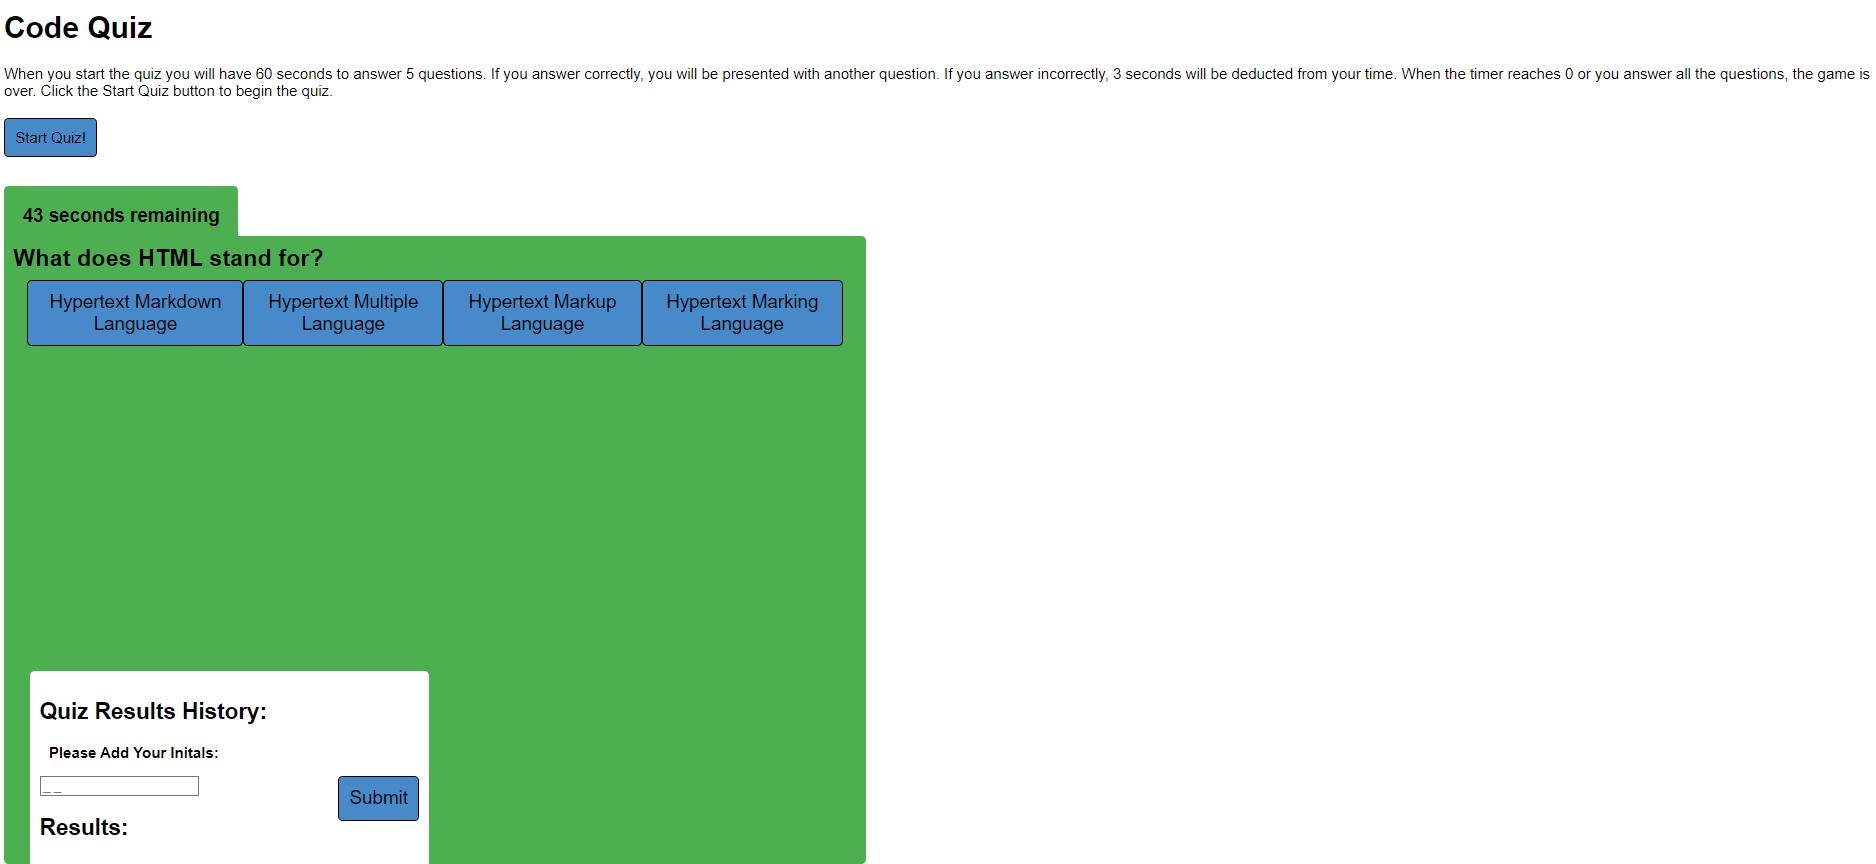 Code Quiz
When you start the quiz you will have 60 seconds to answer 5 questions. If you answer correctly, you will be presented with another question. If you answer incorrectly, 3 seconds will be deducted from your time. When the timer reaches 0 or you answer all the questions, the game is
over. Click the Start Quiz button to begin the quiz.
Start Quiz!
43 seconds remaining
What does HTML stand for?
Hypertext Markdown
Language
Hypertext Multiple
Language
Hypertext Markup
Language
Hypertext Marking
Language
Quiz Results History:
Please Add Your Initals:
_ _
Submit
Results: